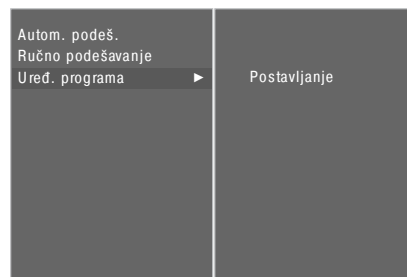 Autom. podeš.
Ručno podešavanje
Uređ. programa ►
Postavljanje